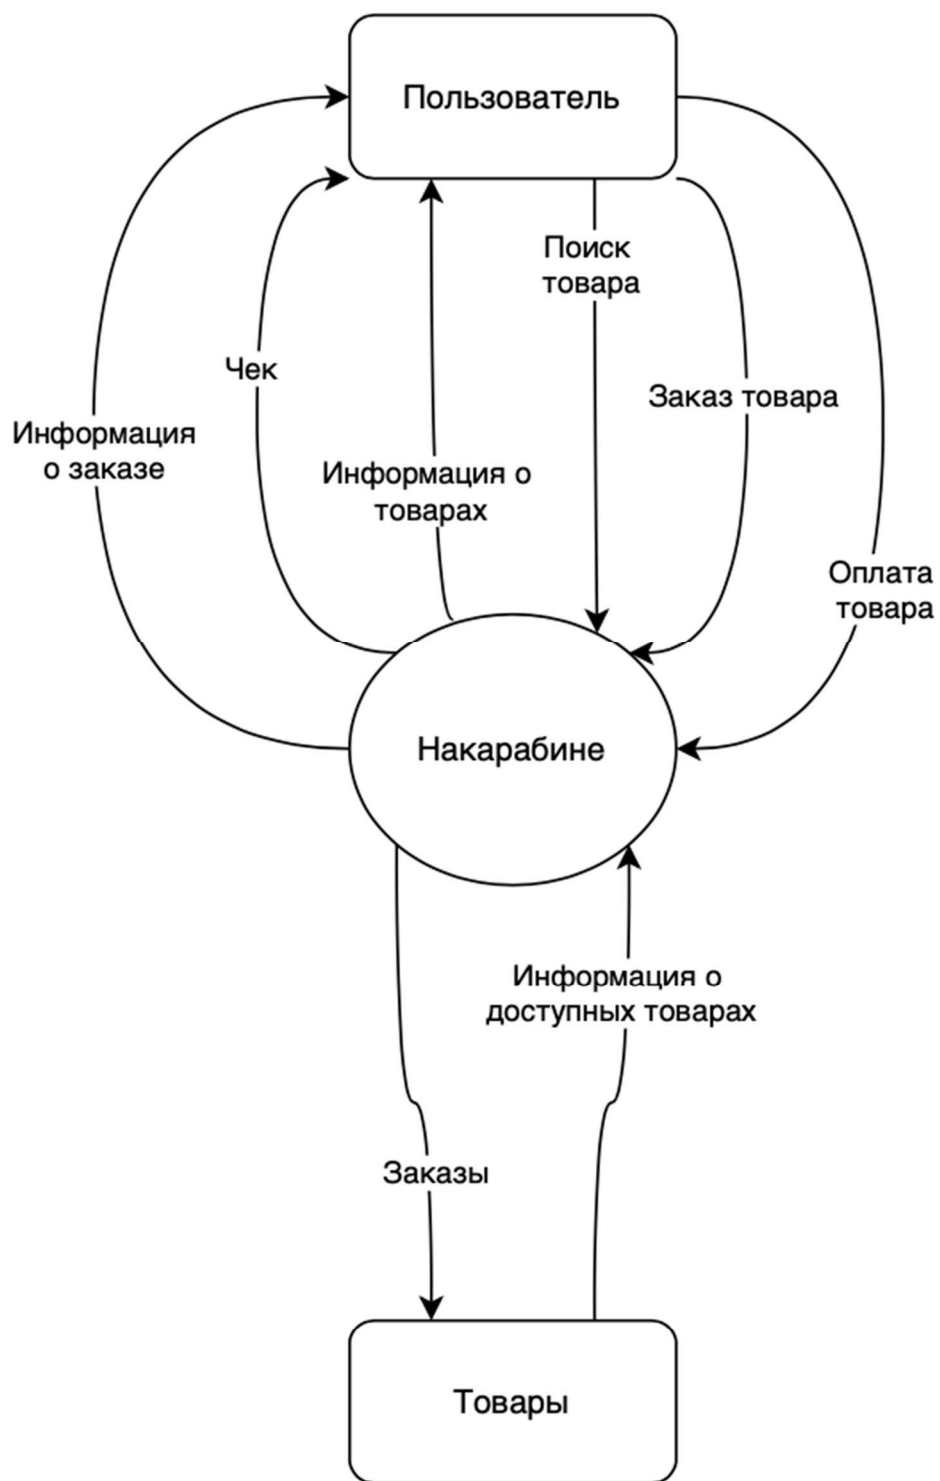 Пользователь
Поиск
товара
Чек
Заказ товара
Информация
о заказе
Информация о
товарах
Оплата
товара
Накарабине
Информация о
доступных товарах
Заказы
Товары